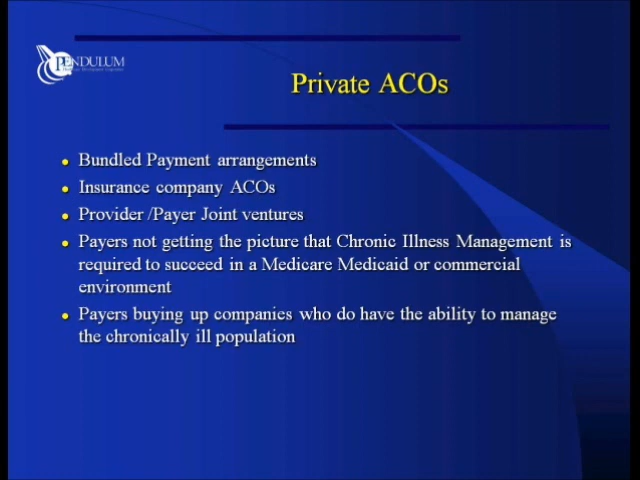 PENDULUM
Private ACOs
• Bundled Payment arrangements
• Insurance company ACOs
• Provider /Payer Joint ventures
• Payers not getting the picture that Chronic Illness Management is
required to succeed in a Medicare Medicaid or commercial
environment
• Payers buying up companies who do have the ability to manage
the chronically ill population